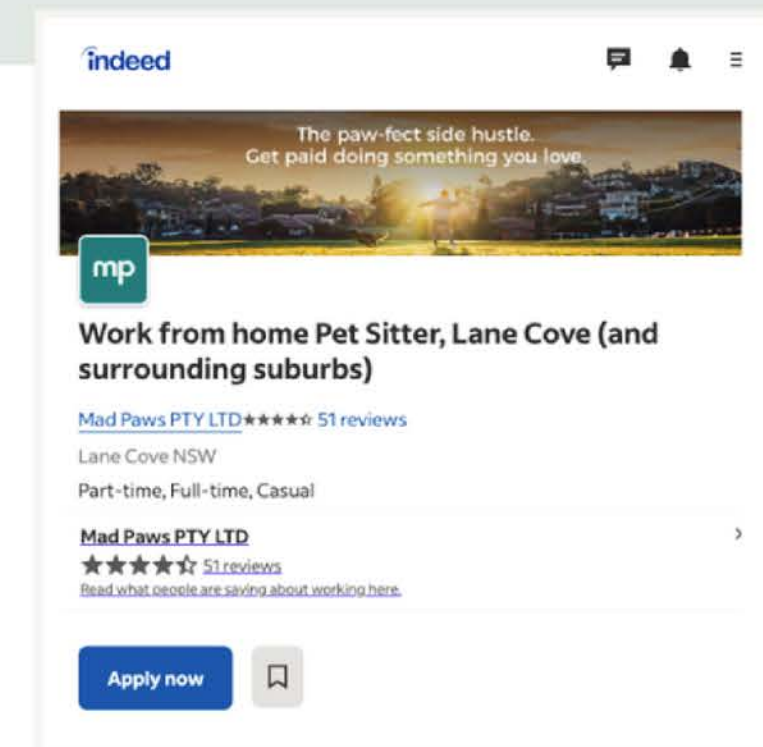 indeed
The paw-fect side hustle.
Get paid doing something you love.
mp
Work from home Pet Sitter, Lane Cove (and
surrounding suburbs)
Mad Paws PTY LTD★★★★☆ 51 reviews
Lane Cove NSW
Part-time, Full-time, Casual
Mad Paws PTY LTD
★★★★☆ 51 reviews
Read what people are saying about working here.
Apply now